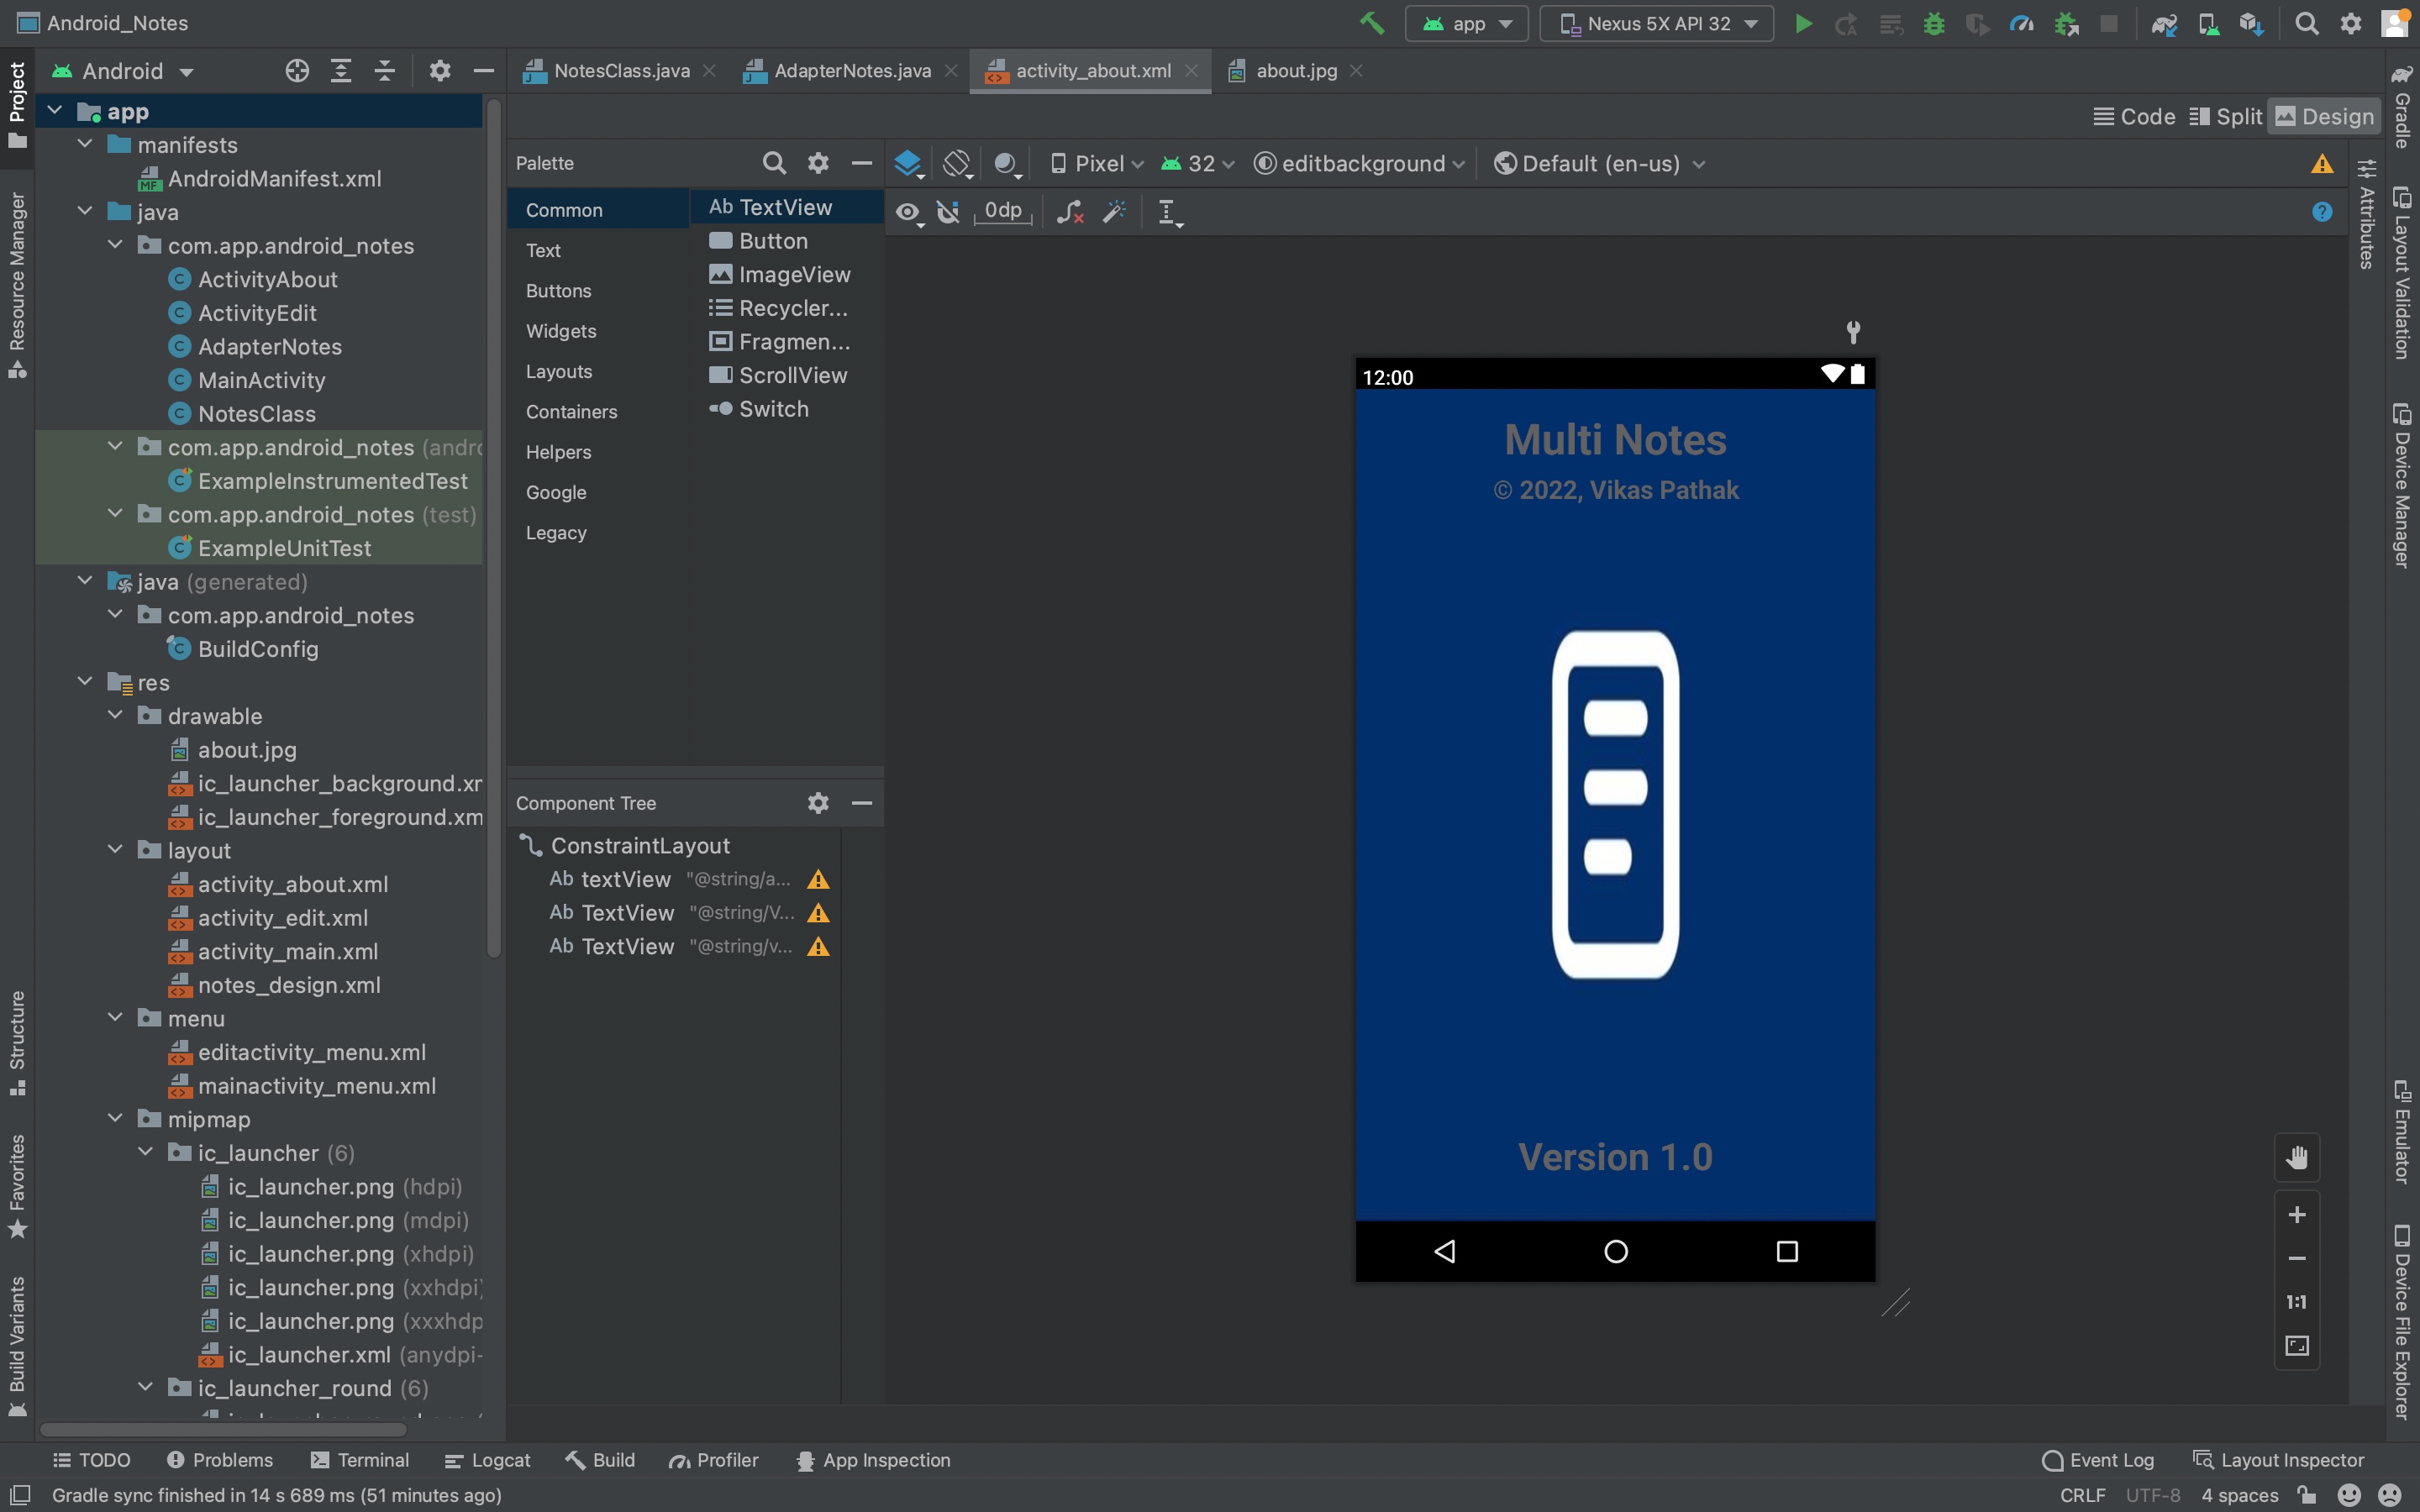 Android_Notes
app
Nexus 5X API 32
Project
Android
NotesClass.java
AdapterNotes.java
activity_about.xml
about.jpg
Gradle
Code
Split
Design
app
manifests
AndroidManifest.xml
java
com.app.android_notes
ActivityAbout
ActivityEdit
AdapterNotes
MainActivity
NotesClass
com.app.android_notes (andro
ExampleInstrumentedTest
com.app.android_notes (test)
ExampleUnitTest
java (generated)
com.app.android_notes
BuildConfig
res
drawable
about.jpg
ic_launcher_background.xm
ic_launcher_foreground.xm
layout
activity_about.xml
activity_edit.xml
activity_main.xml
notes_design.xml
menu
editactivity_menu.xml
mainactivity_menu.xml
mipmap
ic_launcher (6)
ic_launcher.png (hdpi)
ic_launcher.png (mdpi)
ic_launcher.png (xhdpi)
ic_launcher.png (xxhdpi)
ic_launcher.png (xxxhdp
ic_launcher.xml (anydpi-
ic_launcher_round (6)
Resource Manager
Structure
Favorites
Build Variants
Palette
Common
Text
Buttons
Widgets
Layouts
Containers
Helpers
Google
Legacy
Ab TextView
Button
ImageView
Recycler...
Fragmen...
ScrollView
Switch
Component Tree
ConstraintLayout
Ab textView "@string/a...
Ab TextView "@string/V...
Ab TextView "@string/v...
Pixel
32
editbackground
Default (en-us)
0dp
12:00
Multi Notes
© 2022, Vikas Pathak
Version 1.0
1:1
Attributes
Layout Validation
Device Manager
Emulator
Device File Explorer
TODO
Problems
Terminal
Logcat
Build
Profiler
App Inspection
Event Log
Layout Inspector
Gradle sync finished in 14 s 689 ms (51 minutes ago)
CRLF
UTF-8
4 spaces